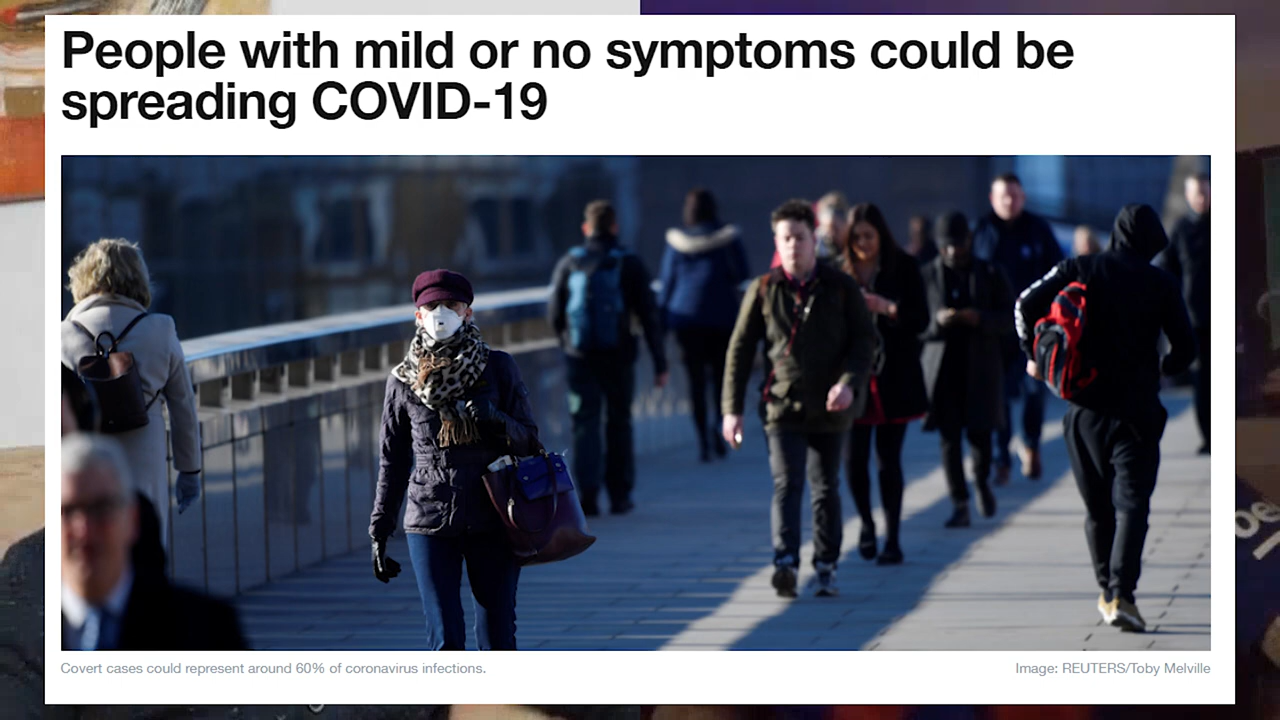 People with mild or no symptoms could be
spreading COVID-19
Covert cases could represent around 60% of coronavirus infections.
Image: REUTERS/Toby Melville